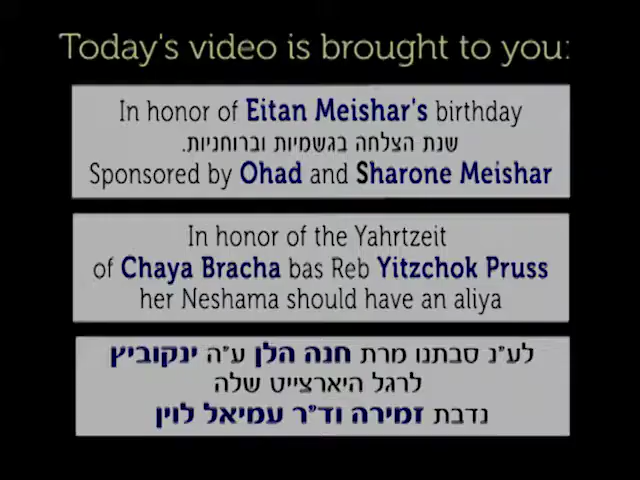 Today's video is brought to you:
In honor of Eitan Meishar's birthday
שנת הצלחה בגשמיות וברוחניות.
Sponsored by Ohad and Sharone Meishar
In honor of the Yahrtzeit
of Chaya Bracha bas Reb Yitzchok Pruss
her Neshama should have an aliya
לע"נ סבתנו מרת חנה הלן ע"ה ינקוביץ
לרגל היארצייט שלה
נדבת זמירה וד"ר עמיאל לוין